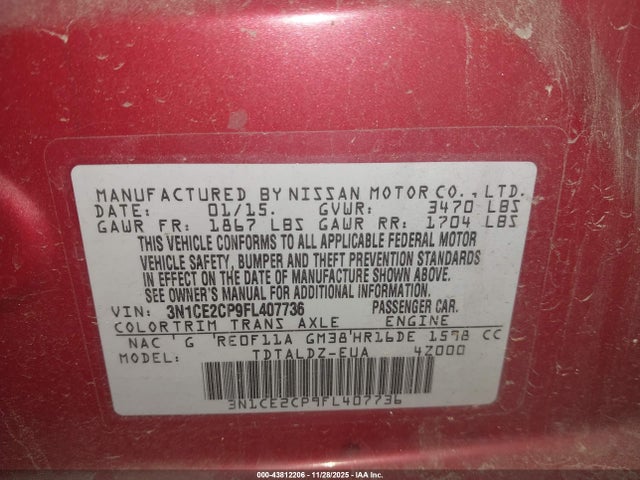 MANUFACTURED BY NISSAN MOTOR CO., LTD.
DATE: 01/15. GVWR: 3470 LBS
GAWR FR: 1867 LBS GAWR RR: 1704 LBS
THIS VEHICLE CONFORMS TO ALL APPLICABLE FEDERAL MOTOR
VEHICLE SAFETY, BUMPER AND THEFT PREVENTION STANDARDS
IN EFFECT ON THE DATE OF MANUFACTURE SHOWN ABOVE.
SEE OWNER'S MANUAL FOR ADDITIONAL INFORMATION.
VIN: 3N1CE2CP9FL407736 PASSENGER CAR.
COLOR TRIM TRANS AXLE ENGINE
NAC ' G 'RE0F11A GM38'HR16DE 1598 CC
MODEL: TDTALDZ-EUA 4Z000
3N1CE2CP9FL407736
000-43812206 - 11/28/2025 - IAA Inc.